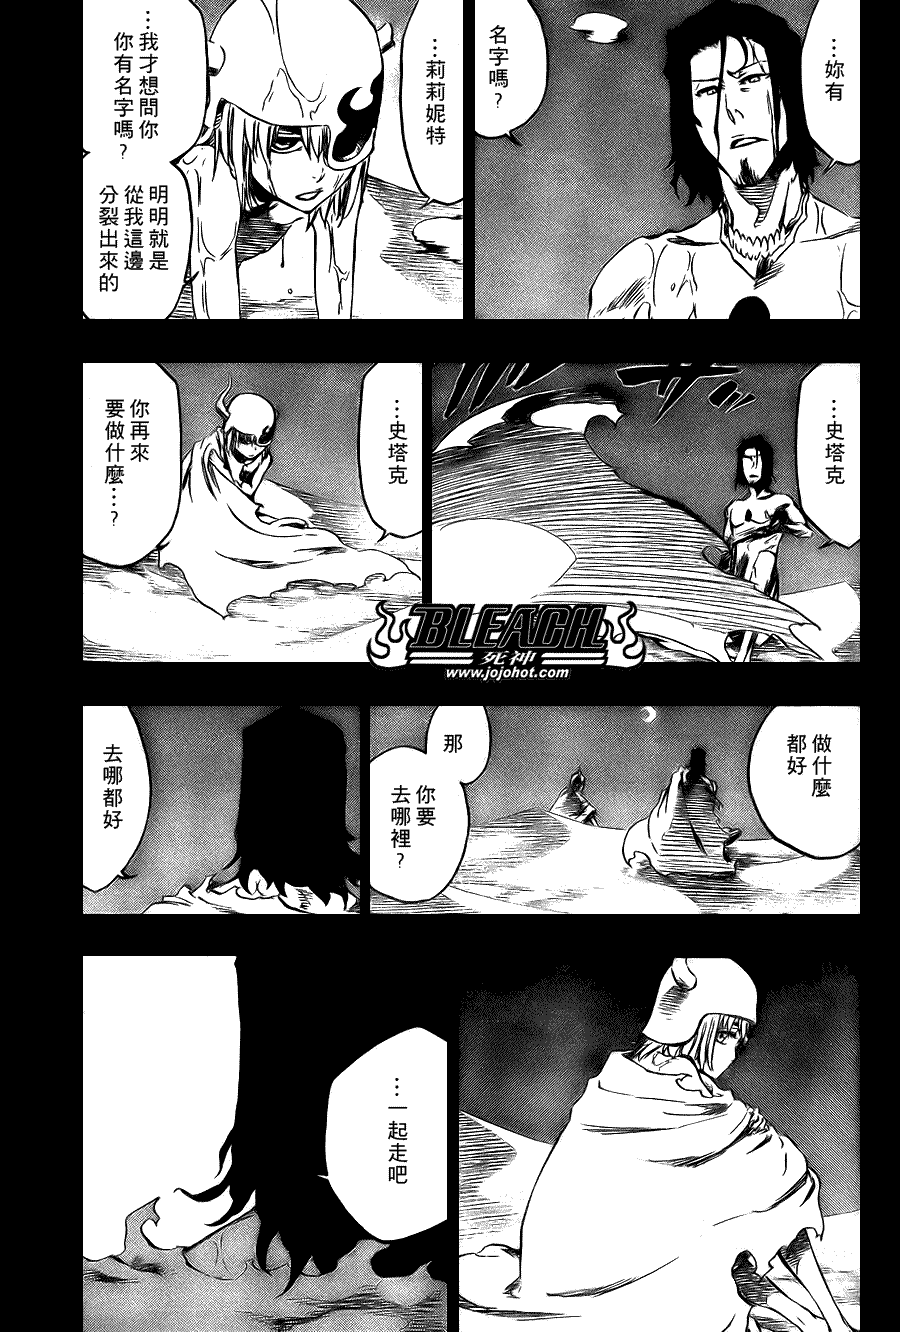 …妳有
名字嗎？
…莉莉妮特
…我才想問你
你有名字嗎？
明明就是
從我這邊
分裂出來的
…史塔克
…史塔克
你再來
要做什麼…？
BLEACH
死神
www.jojohot.com
做什麼
都好
那
你要
去哪裡？
去哪都好
…一起走吧